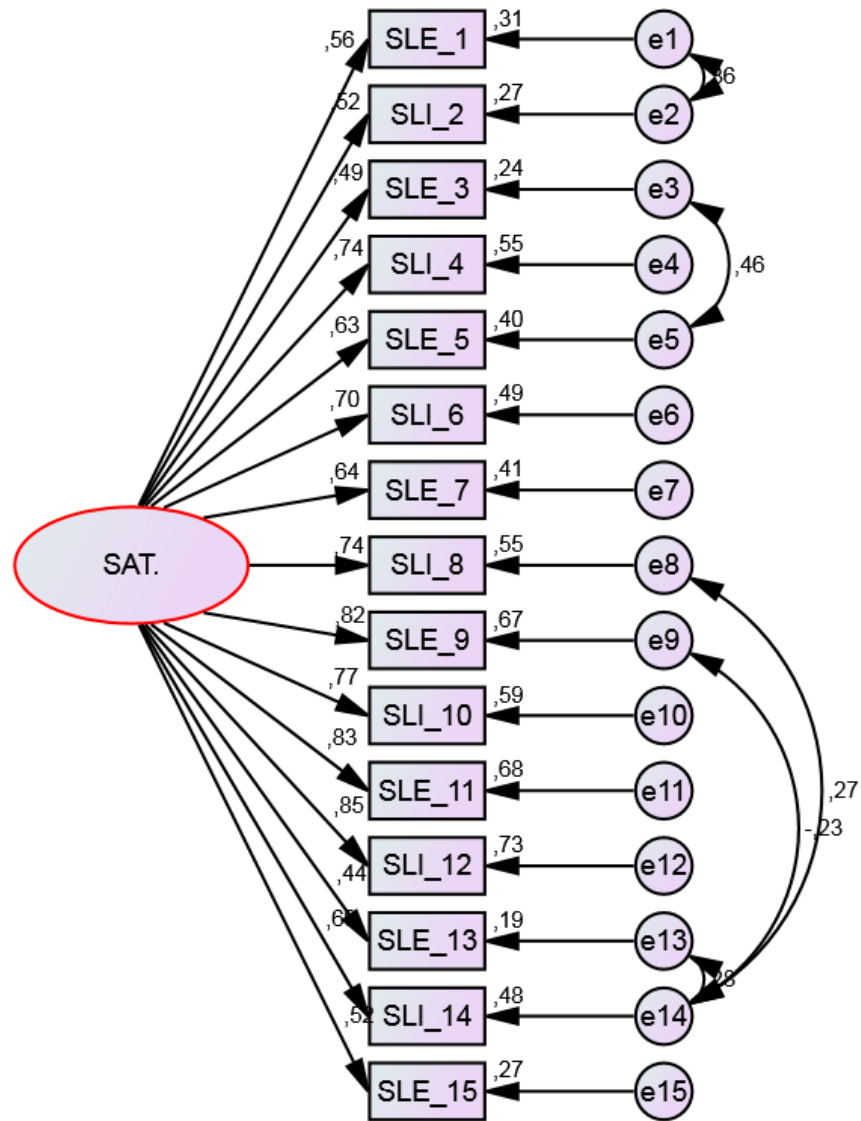 ,56 SLE_1 ,31 e1
,52 SLI_2 ,27 e2
,49 SLE_3 ,24 e3
,74 SLI_4 ,55 e4
,46
,63 SLE_5 ,40 e5
,70 SLI_6 ,49 e6
,64 SLE_7 ,41 e7
SAT. ,74 SLI_8 ,55 e8
,82 SLE_9 ,67 e9
,77 SLI_10 ,59 e10
,83 SLE_11 ,68 e11
,27
-,23
,85 SLI_12 ,73 e12
,44 SLE_13 ,19 e13
SLI_14 ,48 e14
,52 SLE_15 ,27 e15